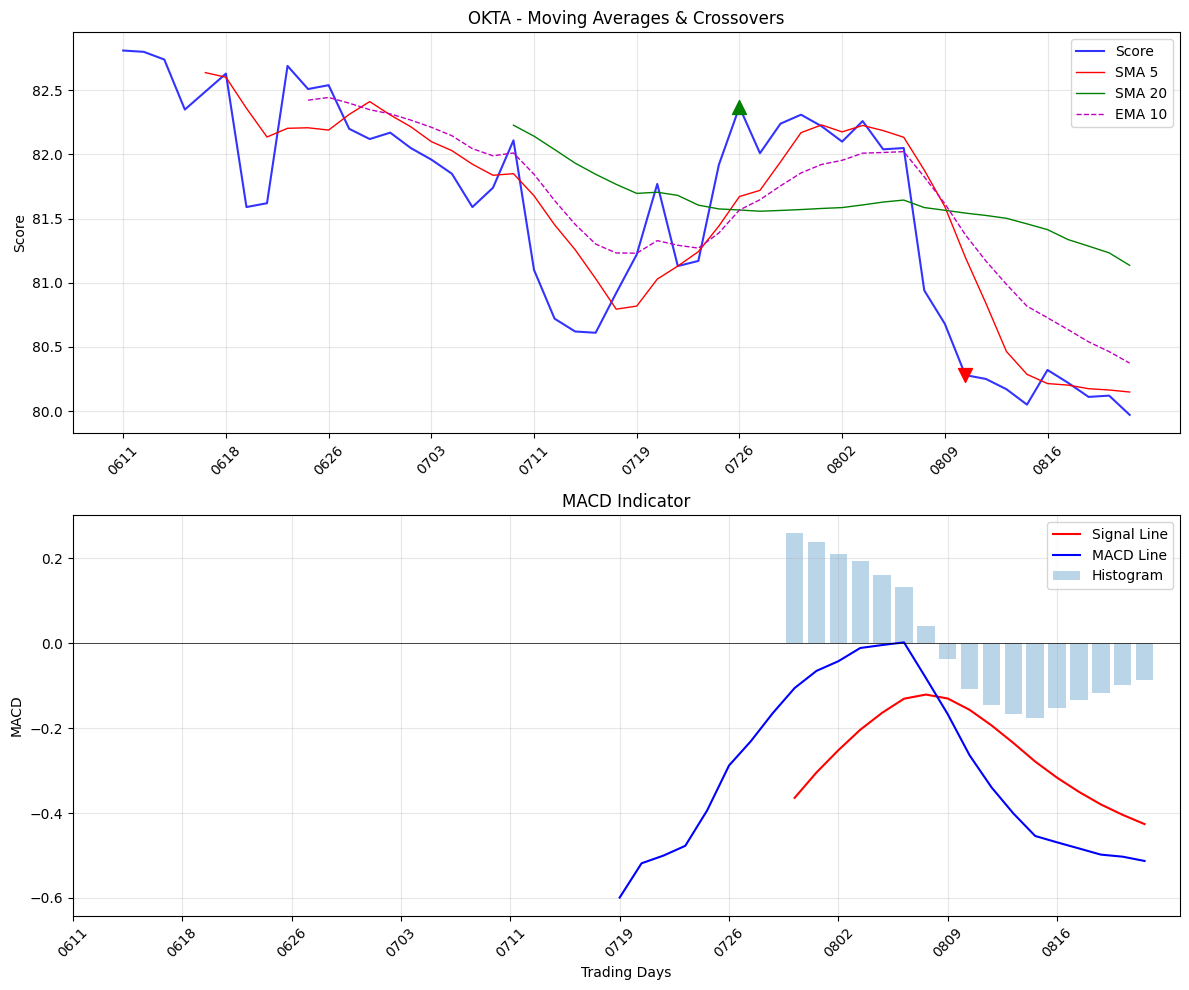 OKTA - Moving Averages & Crossovers
Score
SMA 5
SMA 20
EMA 10
Score
82.5
82.0
81.5
81.0
80.5
80.0
0611 0618 0626 0703 0711 0719 0726 0802 0809 0816
MACD Indicator
Signal Line
MACD Line
Histogram
MACD
0.2
0.0
−0.2
−0.4
−0.6
0611 0618 0626 0703 0711 0719 0726 0802 0809 0816
Trading Days